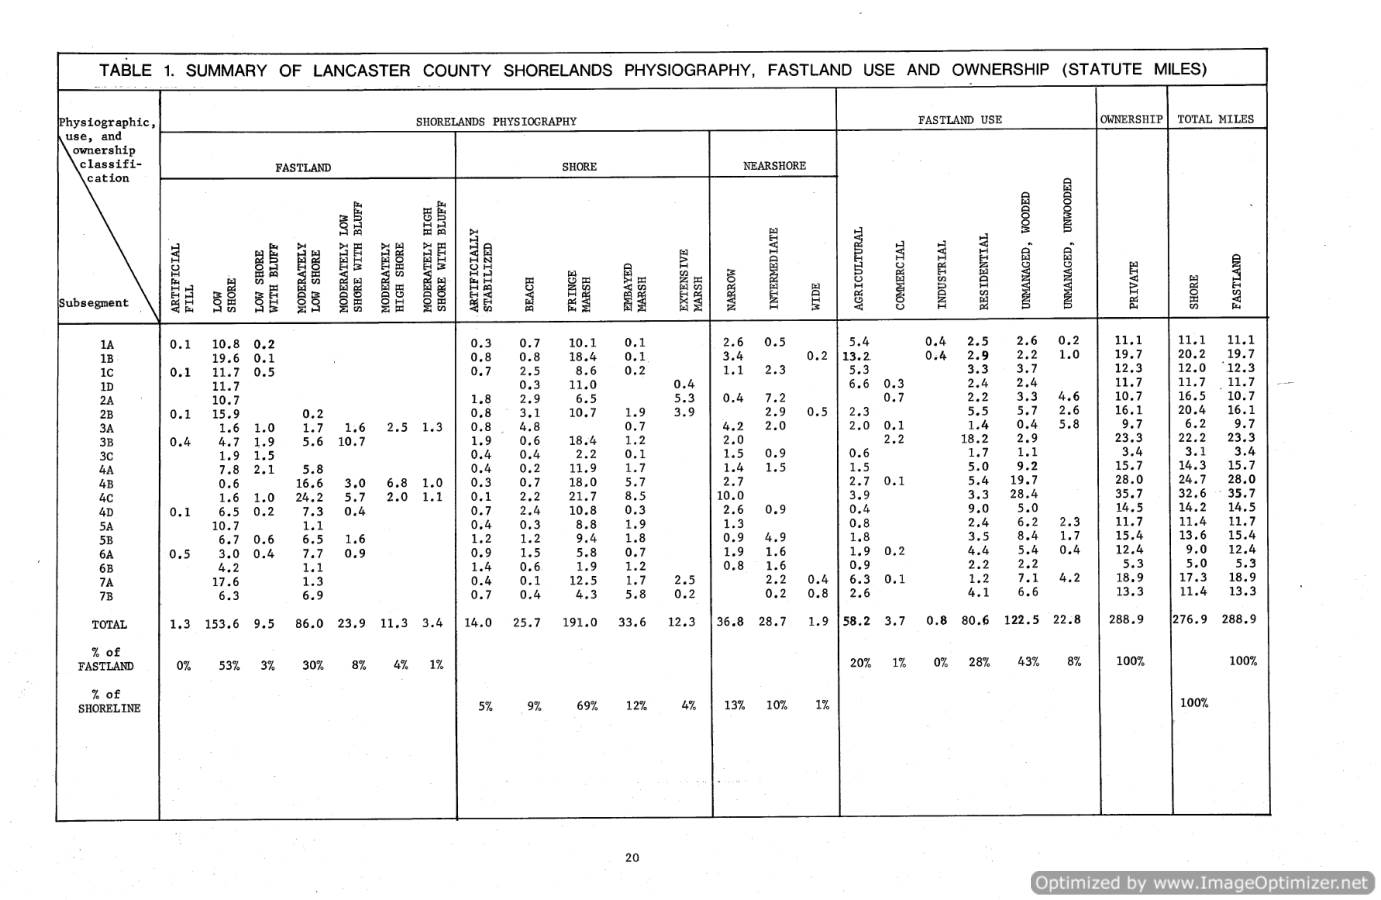 TABLE 1. SUMMARY OF LANCASTER COUNTY SHORELANDS PHYSIOGRAPHY, FASTLAND USE AND OWNERSHIP (STATUTE MILES)
Physiographic, use, and ownership classifi- cation
SHORELANDS PHYSIOGRAPHY FASTLAND USE OWNERSHIP TOTAL MILES
FASTLAND SHORE NEARSHORE
Subsegment
ARTIFICIAL FILL
LOW SHORE
LOW SHORE WITH BLUFF
MODERATELY LOW SHORE
MODERATELY LOW SHORE WITH BLUFF
MODERATELY HIGH SHORE
MODERATELY HIGH SHORE WITH BLUFF
ARTIFICIALLY STABILIZED
BEACH
FRINGE MARSH
EMBAYED MARSH
EXTENSIVE MARSH
NARROW
INTERMEDIATE
WIDE
AGRICULTURAL
COMMERCIAL
INDUSTRIAL
RESIDENTIAL
UNMANAGED, WOODED
UNMANAGED, UNWOODED
PRIVATE
SHORE
FASTLAND
1A 0.1 10.8 0.2 0.3 0.7 10.1 0.1 2.6 0.5 5.4 0.4 2.5 2.6 0.2 11.1 11.1 11.1
1B 19.6 0.1 0.8 0.8 18.4 0.1 3.4 0.2 13.2 0.4 2.9 2.2 1.0 19.7 20.2 19.7
1C 0.1 11.7 0.5 0.7 2.5 8.6 0.2 1.1 2.3 5.3 3.3 3.7 12.3 12.0 12.3
1D 11.7 0.3 11.0 0.4 6.6 0.3 2.4 2.4 11.7 11.7 11.7
2A 10.7 1.8 2.9 6.5 5.3 0.4 7.2 0.7 2.2 3.3 4.6 10.7 16.5 10.7
2B 0.1 15.9 0.2 0.8 3.1 10.7 1.9 3.9 2.9 0.5 2.3 5.5 5.7 2.6 16.1 20.4 16.1
3A 1.6 1.0 1.7 1.6 2.5 1.3 0.8 4.8 0.7 4.2 2.0 2.0 0.1 1.4 0.4 5.8 9.7 6.2 9.7
3B 0.4 4.7 1.9 5.6 10.7 1.9 0.6 18.4 1.2 2.0 2.2 18.2 2.9 23.3 22.2 23.3
3C 1.9 1.5 0.4 0.4 2.2 0.1 1.5 0.9 0.6 1.7 1.1 3.4 3.1 3.4
4A 7.8 2.1 5.8 0.4 0.2 11.9 1.7 1.4 1.5 1.5 5.0 9.2 15.7 14.3 15.7
4B 0.6 16.6 3.0 6.8 1.0 0.3 0.7 18.0 5.7 2.7 2.7 0.1 5.4 19.7 28.0 24.7 28.0
4C 1.6 1.0 24.2 5.7 2.0 1.1 0.1 2.2 21.7 8.5 10.0 3.9 3.3 28.4 35.7 32.6 35.7
4D 0.1 6.5 0.2 7.3 0.4 0.7 2.4 10.8 0.3 2.6 0.9 0.4 9.0 5.0 14.5 14.2 14.5
5A 10.7 1.1 0.4 0.3 8.8 1.9 1.3 0.8 2.4 6.2 2.3 11.7 11.4 11.7
5B 6.7 0.6 6.5 1.6 1.2 1.2 9.4 1.8 0.9 4.9 1.8 3.5 8.4 1.7 15.4 13.6 15.4
6A 0.5 3.0 0.4 7.7 0.9 0.9 1.5 5.8 0.7 1.9 1.6 1.9 0.2 4.4 5.4 0.4 12.4 9.0 12.4
6B 4.2 1.1 1.4 0.6 1.9 1.2 0.8 1.6 0.9 2.2 2.2 5.3 5.0 5.3
7A 17.6 1.3 0.4 0.1 12.5 1.7 2.5 2.2 0.4 6.3 0.1 1.2 7.1 4.2 18.9 17.3 18.9
7B 6.3 6.9 0.7 0.4 4.3 5.8 0.2 0.2 0.8 2.6 4.1 6.6 13.3 11.4 13.3
TOTAL 1.3 153.6 9.5 86.0 23.9 11.3 3.4 14.0 25.7 191.0 33.6 12.3 36.8 28.7 1.9 58.2 3.7 0.8 80.6 122.5 22.8 288.9 276.9 288.9
% of FASTLAND 0% 53% 3% 30% 8% 4% 1% 20% 1% 0% 28% 43% 8% 100% 100%
% of SHORELINE 5% 9% 69% 12% 4% 13% 10% 1% 100%
20
Optimized by www.ImageOptimizer.net